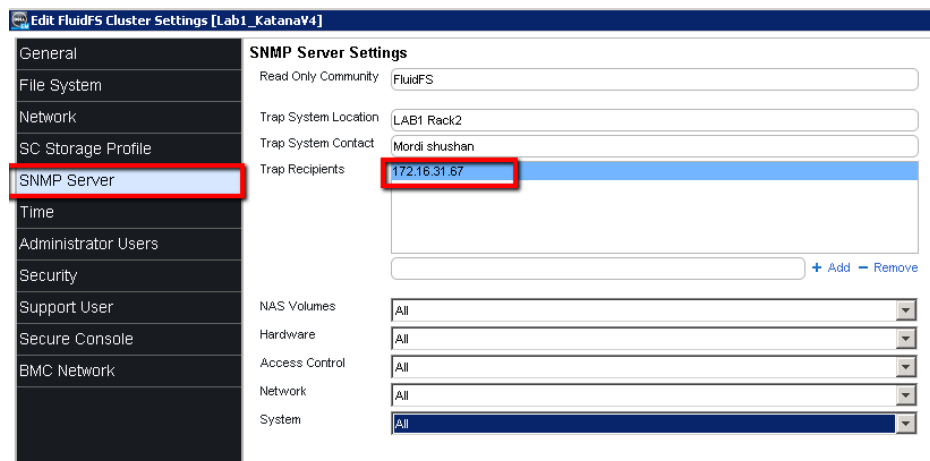 Edit FluidFS Cluster Settings [Lab1_KatanaV4]
General
File System
Network
SC Storage Profile
SNMP Server
Time
Administrator Users
Security
Support User
Secure Console
BMC Network
SNMP Server Settings
Read Only Community FluidFS
Trap System Location LAB1 Rack2
Trap System Contact Mordi shushan
Trap Recipients 172.16.31.67
+ Add − Remove
NAS Volumes All
Hardware All
Access Control All
Network All
System All